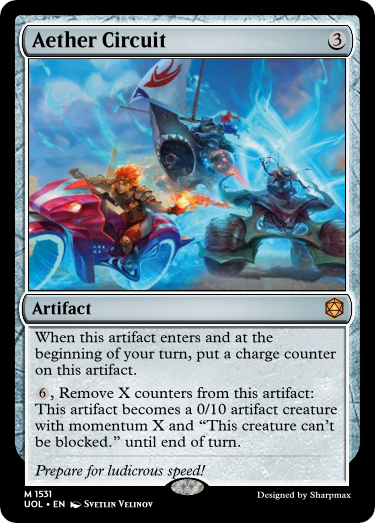 Aether Circuit 3
Artifact
When this artifact enters and at the
beginning of your turn, put a charge counter
on this artifact.
6, Remove X counters from this artifact:
This artifact becomes a 0/10 artifact creature
with momentum X and “This creature can’t
be blocked.” until end of turn.
Prepare for ludicrous speed!
M 1531
UOL • EN Svetlin Velinov
Designed by Sharpmax